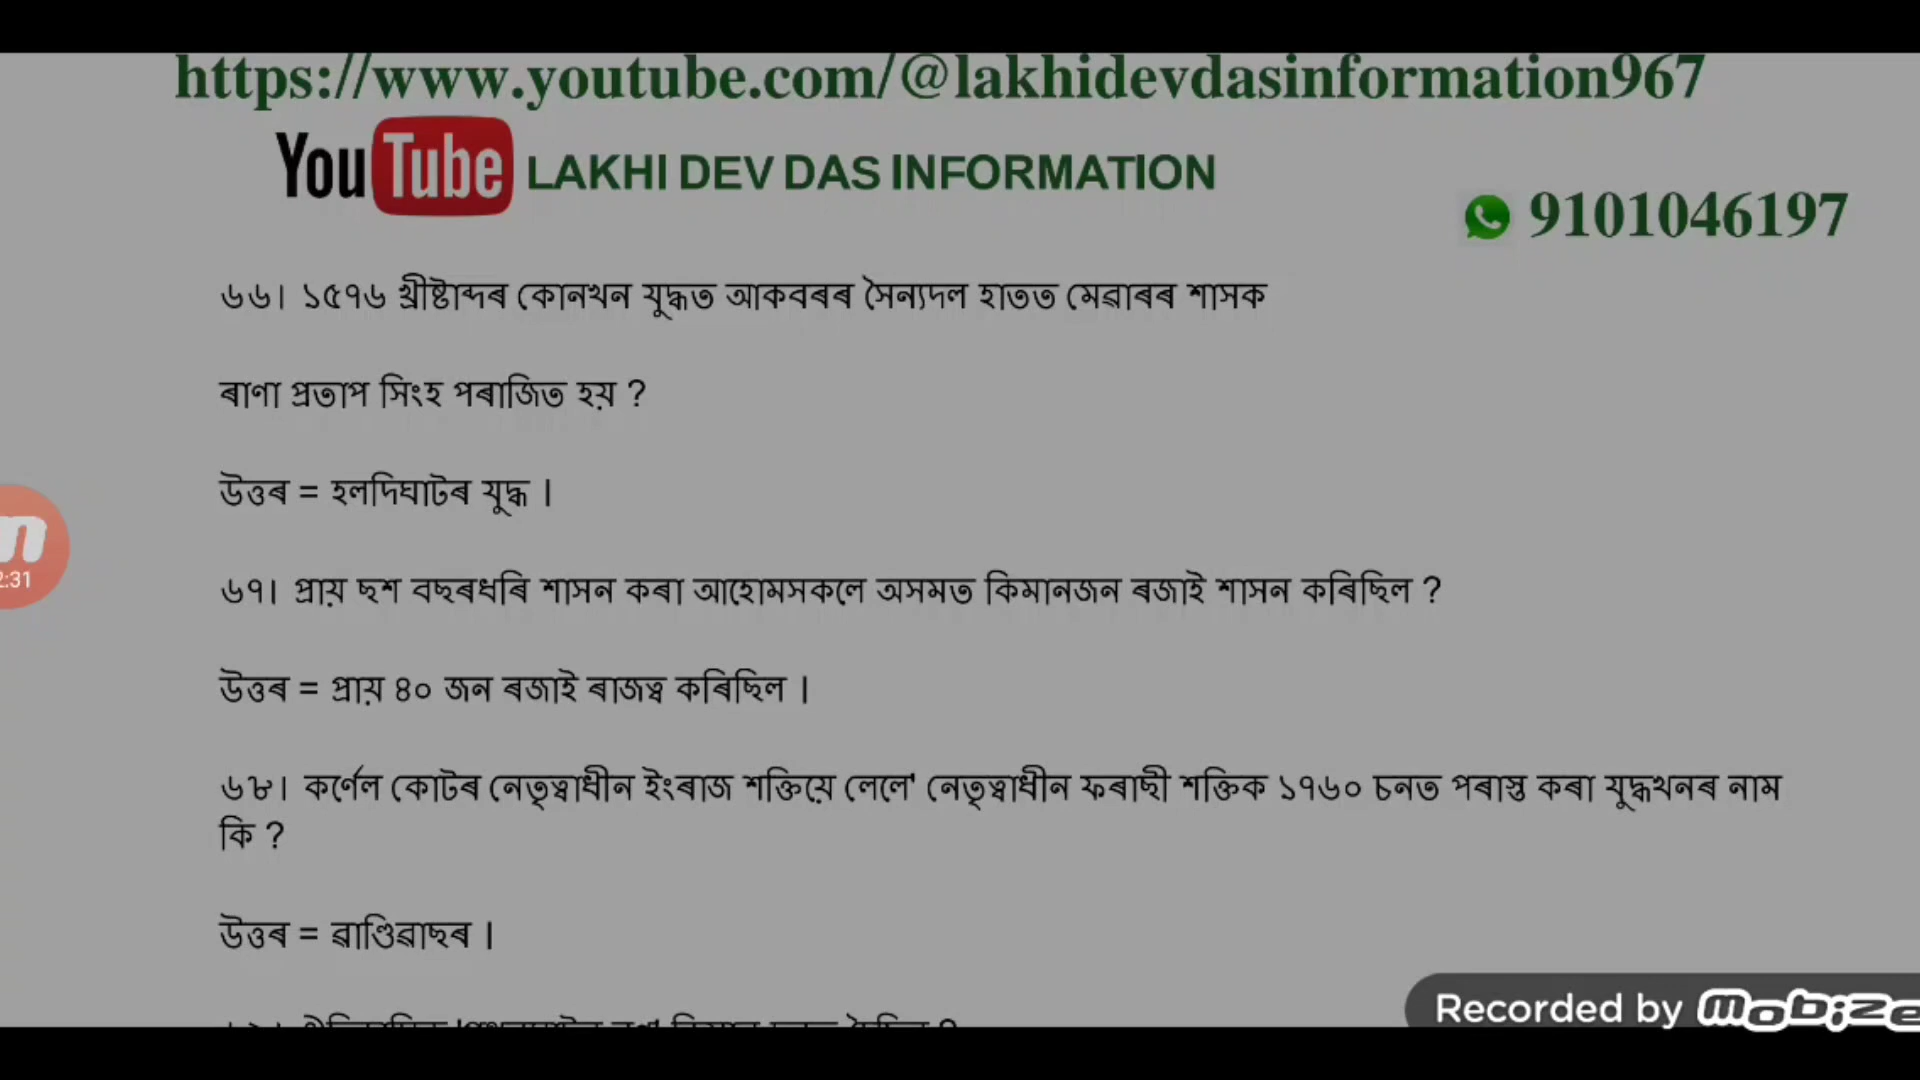 https://www.youtube.com/@lakhidevdasinformation967
YouTube LAKHI DEV DAS INFORMATION
9101046197
৬৬। ১৫৭৬ খ্ৰীষ্টাব্দৰ কোনখন যুদ্ধত আকবৰৰ সৈন্যদল হাতত মেৱাৰৰ শাসক
ৰাণা প্ৰতাপ সিংহ পৰাজিত হয় ?
উত্তৰ = হলদিঘাটৰ যুদ্ধ ।
৬৭। প্ৰায় ছশ বছৰধৰি শাসন কৰা আহোমসকলে অসমত কিমানজন ৰজাই শাসন কৰিছিল ?
উত্তৰ = প্ৰায় ৪০ জন ৰজাই ৰাজত্ব কৰিছিল ।
৬৮। কৰ্ণেল কোটৰ নেতৃত্বাধীন ইংৰাজ শক্তিয়ে লেলে' নেতৃত্বাধীন ফৰাছী শক্তিক ১৭৬০ চনত পৰাস্ত কৰা যুদ্ধখনৰ নাম
কি ?
উত্তৰ = ৱাণ্ডিৱাছৰ ।
2:31
Recorded by